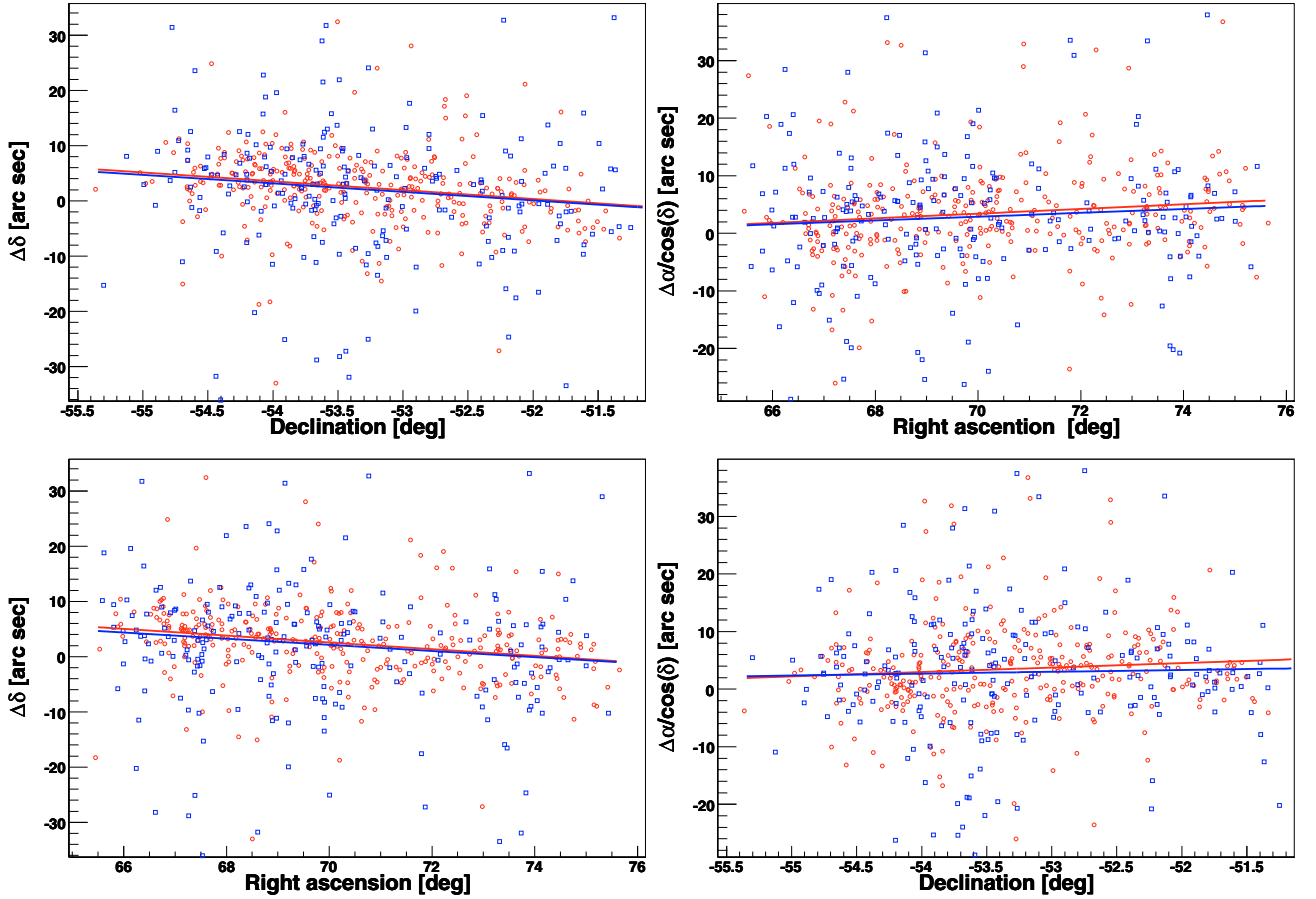 30
20
10
0
-10
-20
-30
Δδ [arc sec]
-55.5 -55 -54.5 -54 -53.5 -53 -52.5 -52 -51.5
Declination [deg]
30
20
10
0
-10
-20
Δα/cos(δ) [arc sec]
66 68 70 72 74 76
Right ascention [deg]
30
20
10
0
-10
-20
-30
Δδ [arc sec]
66 68 70 72 74 76
Right ascension [deg]
30
20
10
0
-10
-20
Δα/cos(δ) [arc sec]
-55.5 -55 -54.5 -54 -53.5 -53 -52.5 -52 -51.5
Declination [deg]